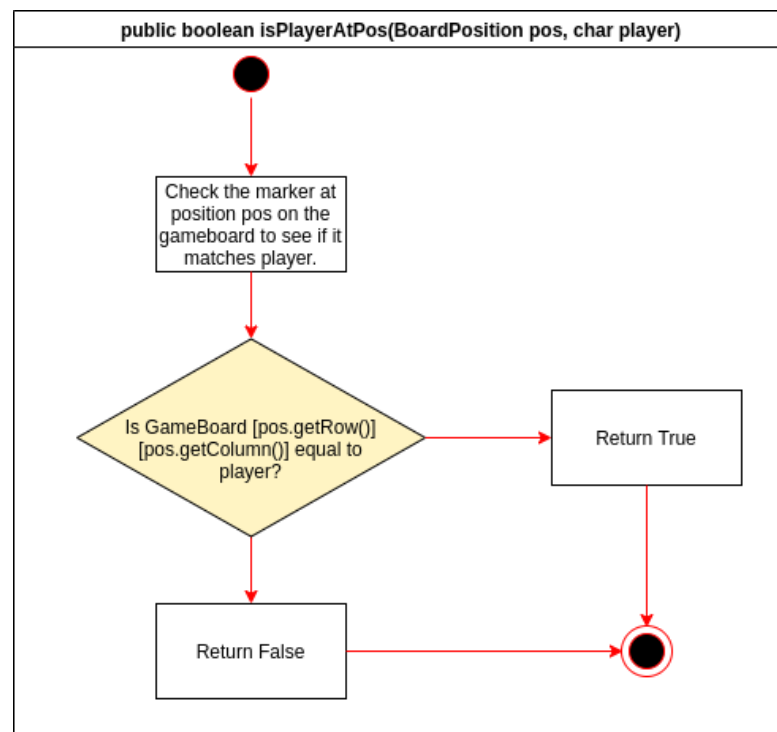 public boolean isPlayerAtPos(BoardPosition pos, char player)
Check the marker at
position pos on the
gameboard to see if it
matches player.
Is GameBoard [pos.getRow()]
[pos.getColumn()] equal to
player?
Return True
Return False